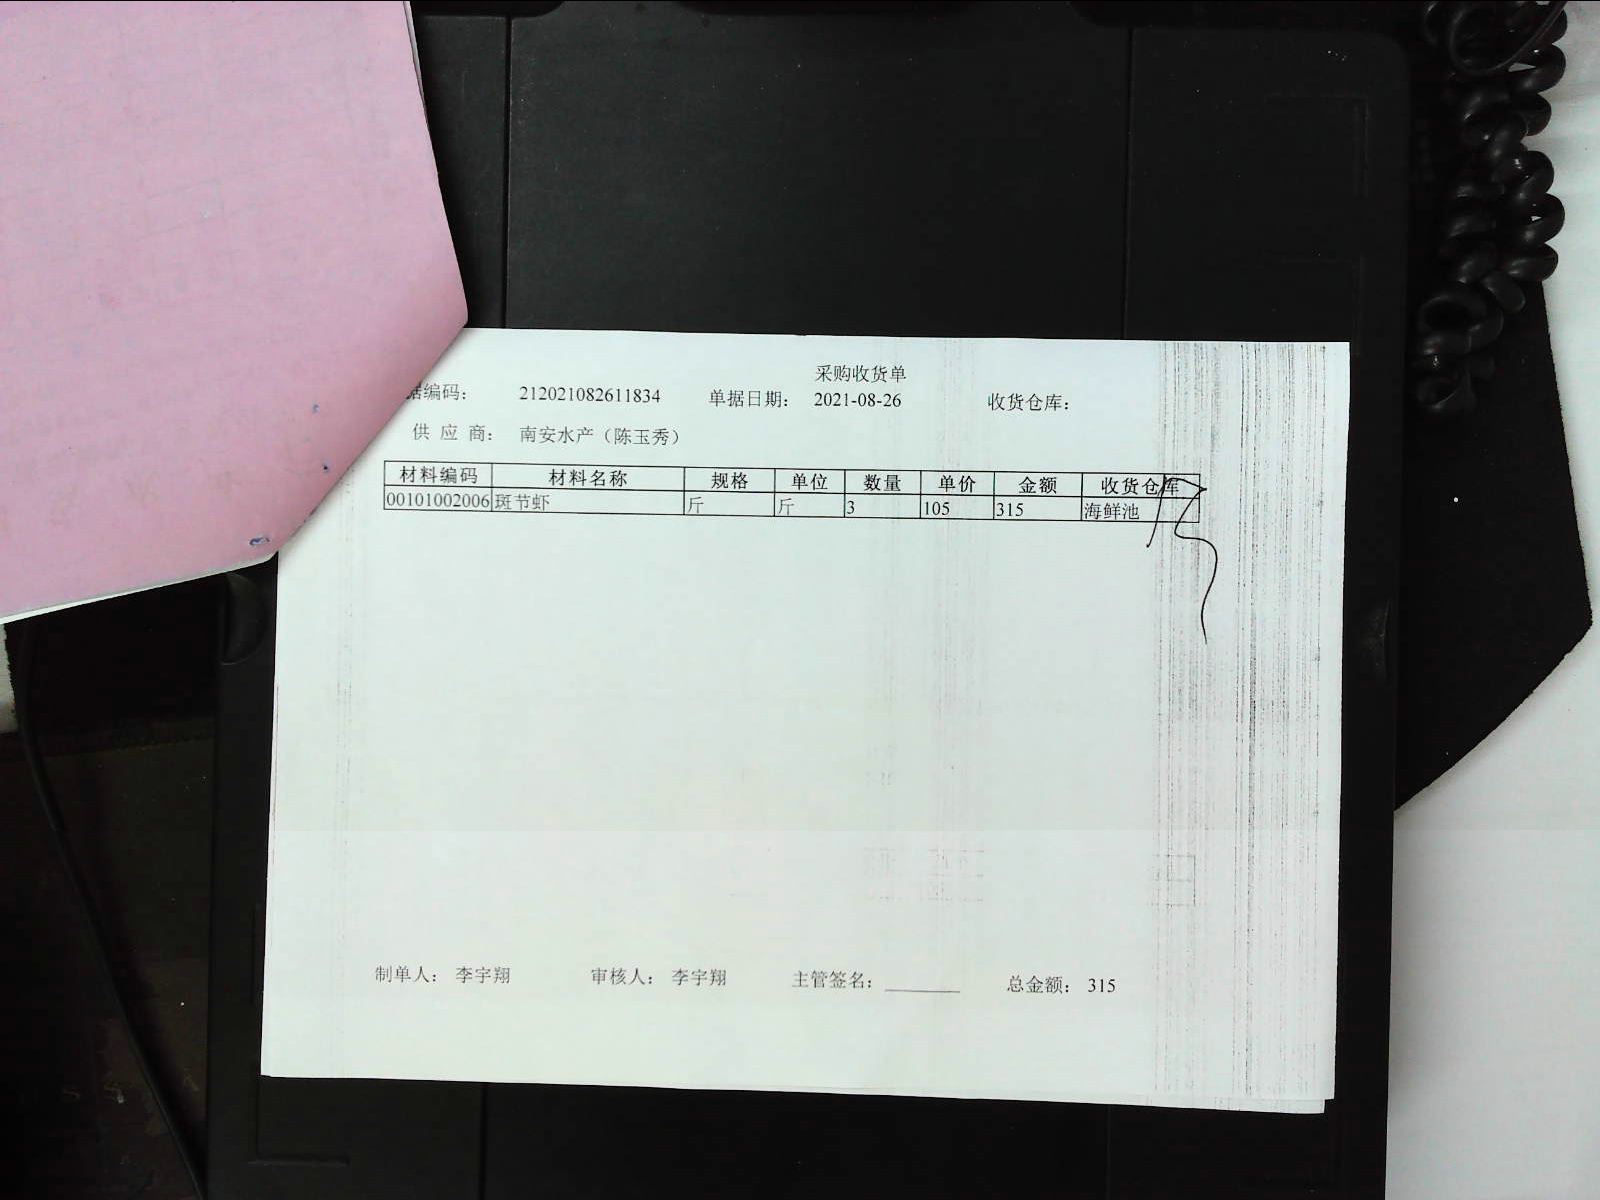 采购收货单
据编码： 212021082611834 单据日期： 2021-08-26 收货仓库：
供 应 商： 南安水产（陈玉秀）
材料编码 材料名称 规格 单位 数量 单价 金额 收货仓库
00101002006 斑节虾 斤 斤 3 105 315 海鲜池
制单人： 李宇翔 审核人： 李宇翔 主管签名： 总金额： 315